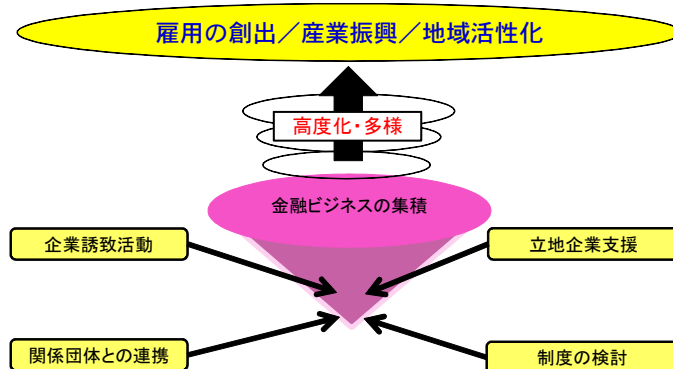 雇用の創出／産業振興／地域活性化
高度化・多様
金融ビジネスの集積
企業誘致活動
立地企業支援
関係団体との連携
制度の検討